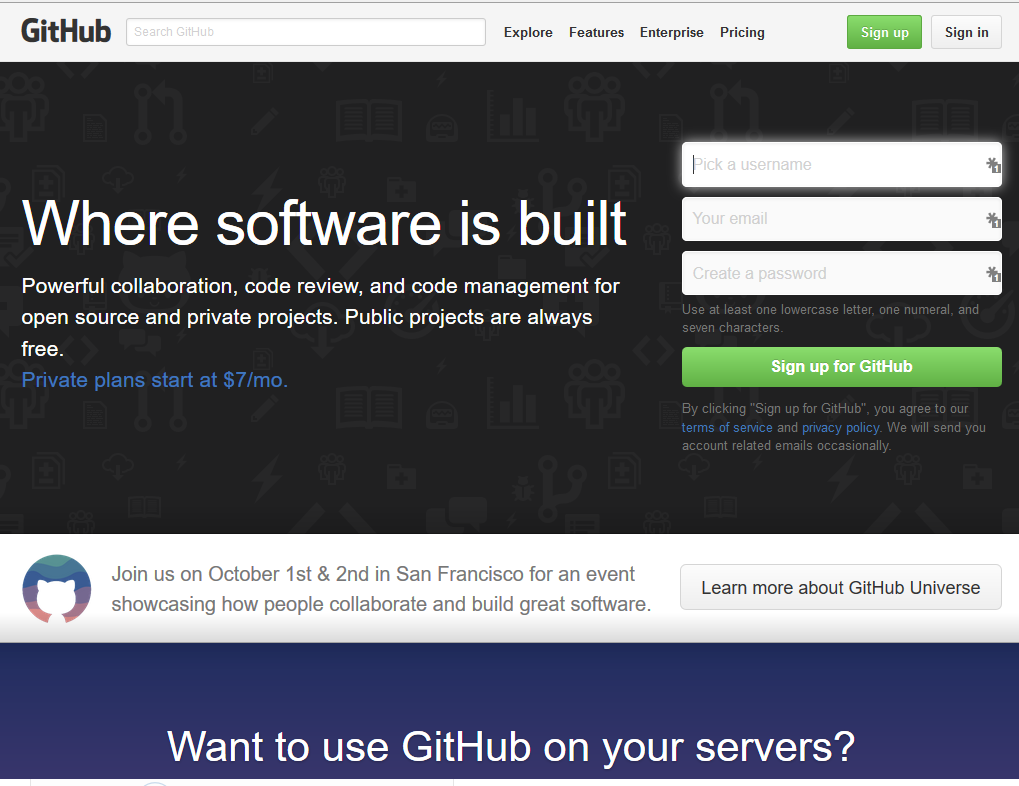 GitHub
Search GitHub
Explore Features Enterprise Pricing
Sign up
Sign in
Where software is built
Powerful collaboration, code review, and code management for
open source and private projects. Public projects are always
free.
Private plans start at $7/mo.
Pick a username
Your email
Create a password
Use at least one lowercase letter, one numeral, and
seven characters.
Sign up for GitHub
By clicking "Sign up for GitHub", you agree to our
terms of service and privacy policy. We will send you
account related emails occasionally.
Join us on October 1st & 2nd in San Francisco for an event
showcasing how people collaborate and build great software.
Learn more about GitHub Universe
Want to use GitHub on your servers?